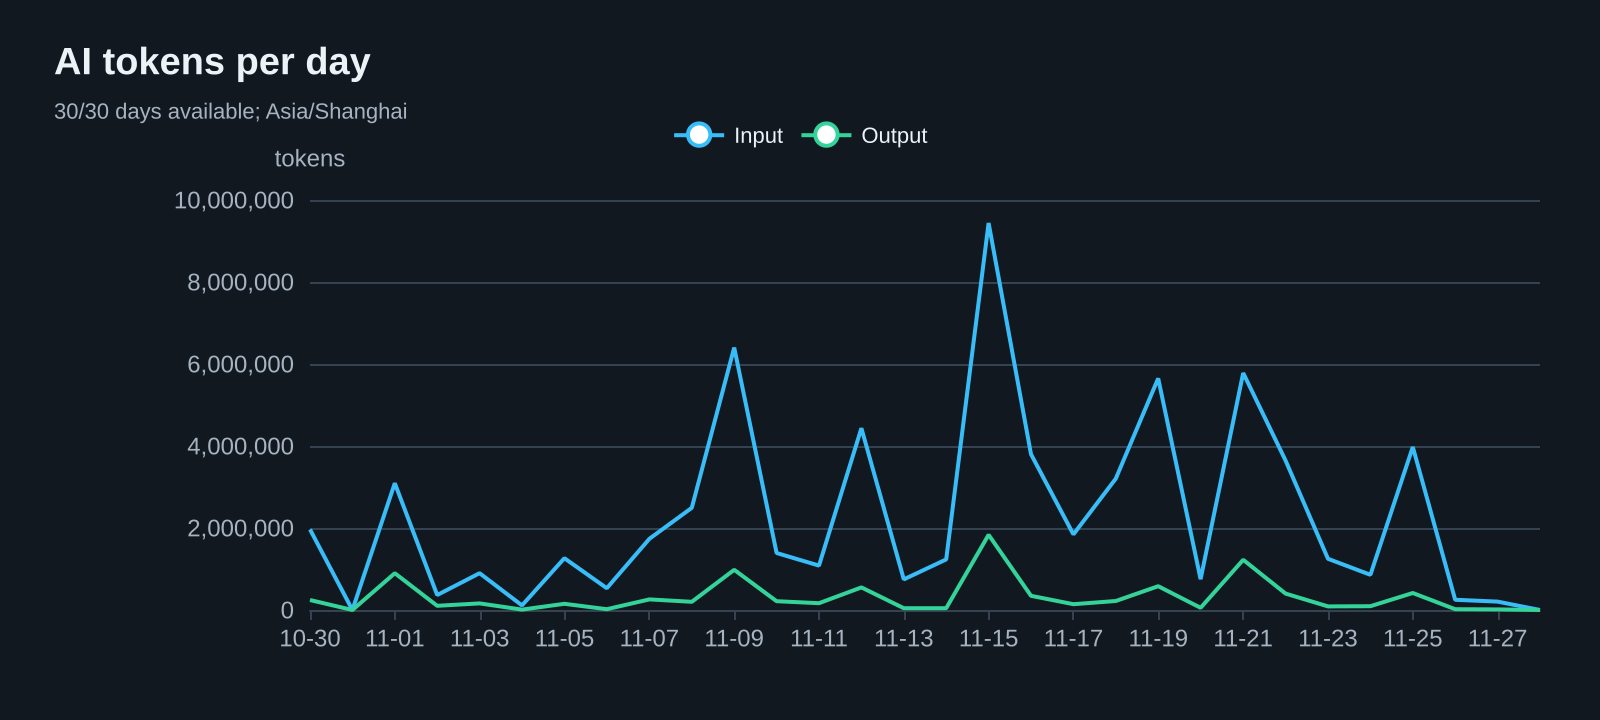 AI tokens per day
30/30 days available; Asia/Shanghai
Input Output
tokens
10,000,000
8,000,000
6,000,000
4,000,000
2,000,000
0
10-30 11-01 11-03 11-05 11-07 11-09 11-11 11-13 11-15 11-17 11-19 11-21 11-23 11-25 11-27